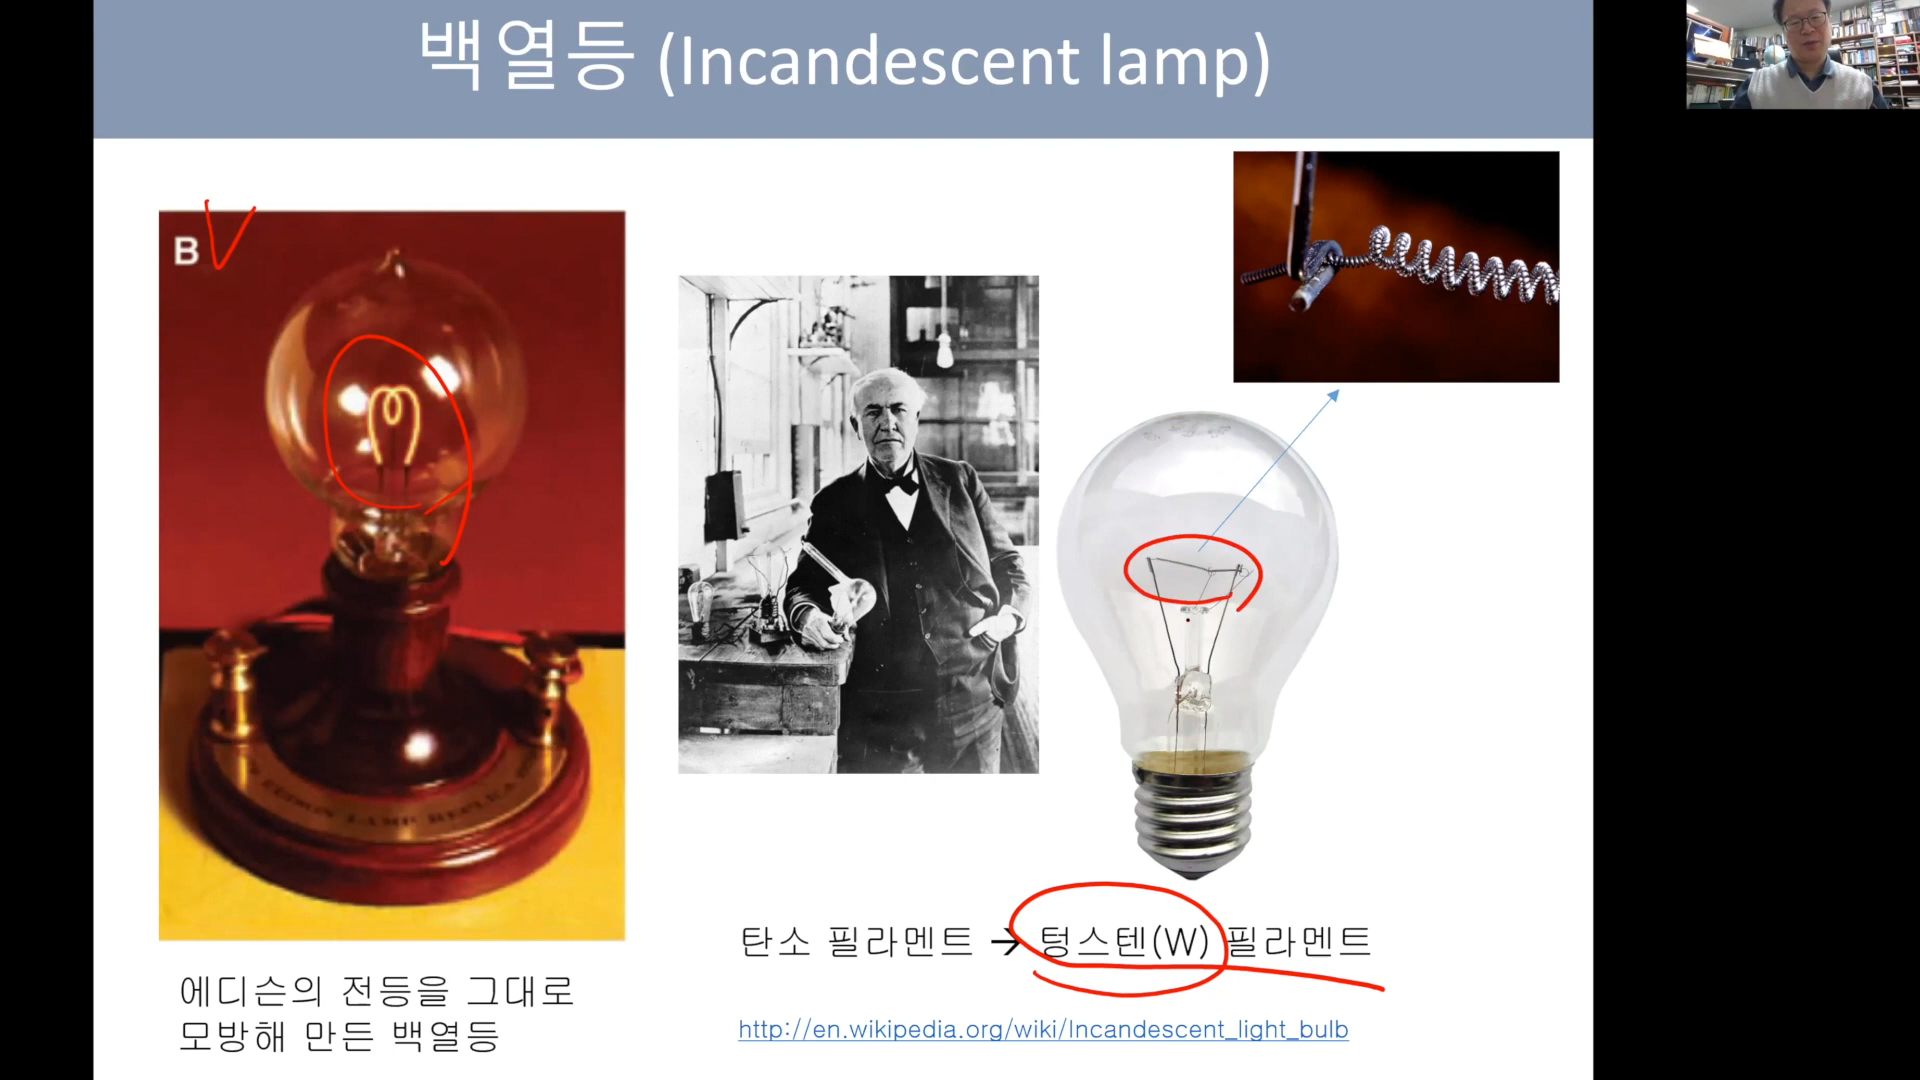 백열등 (Incandescent lamp)
B
탄소 필라멘트 → 텅스텐(W) 필라멘트
에디슨의 전등을 그대로
모방해 만든 백열등
http://en.wikipedia.org/wiki/Incandescent_light_bulb